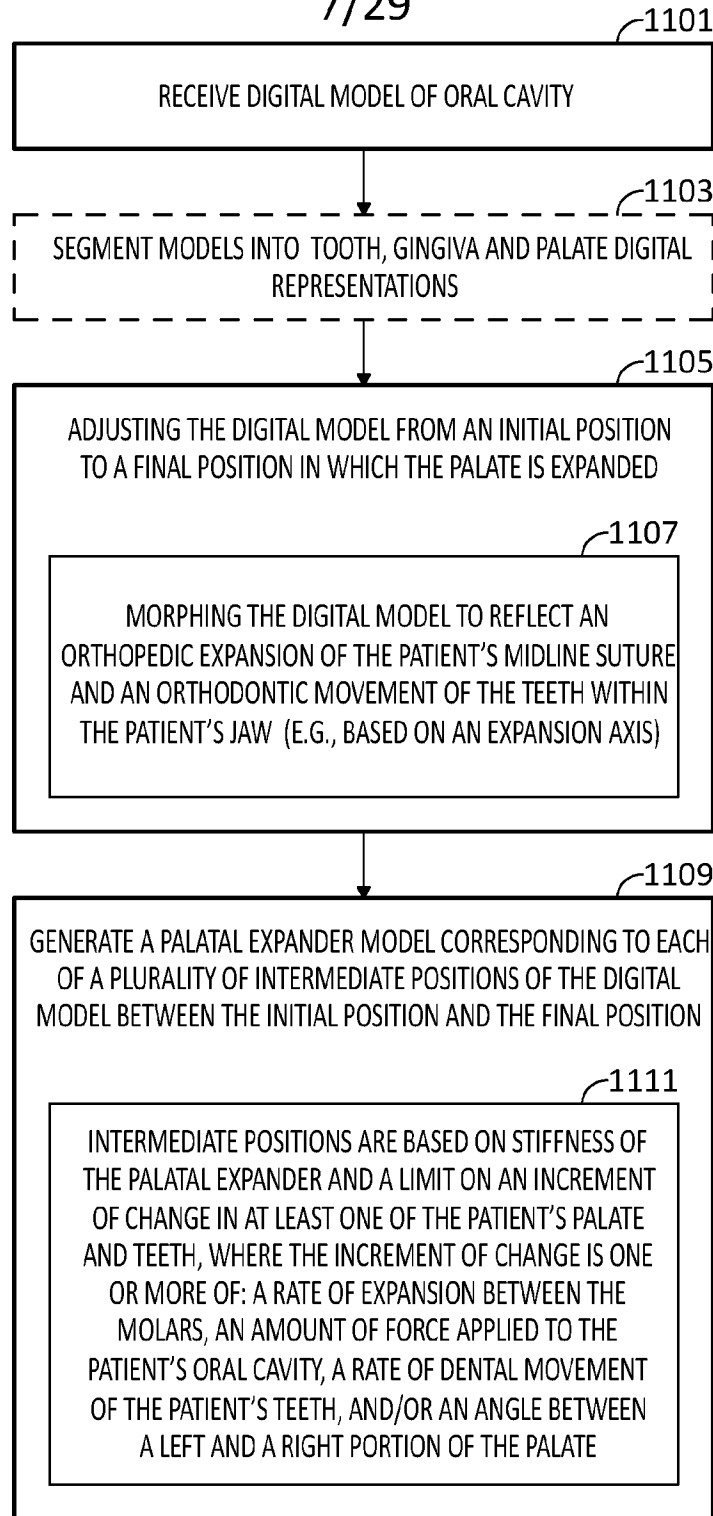 7/29
1101
RECEIVE DIGITAL MODEL OF ORAL CAVITY
1103
SEGMENT MODELS INTO TOOTH, GINGIVA AND PALATE DIGITAL
REPRESENTATIONS
1105
ADJUSTING THE DIGITAL MODEL FROM AN INITIAL POSITION
TO A FINAL POSITION IN WHICH THE PALATE IS EXPANDED
1107
MORPHING THE DIGITAL MODEL TO REFLECT AN
ORTHOPEDIC EXPANSION OF THE PATIENT'S MIDLINE SUTURE
AND AN ORTHODONTIC MOVEMENT OF THE TEETH WITHIN
THE PATIENT'S JAW (E.G., BASED ON AN EXPANSION AXIS)
1109
GENERATE A PALATAL EXPANDER MODEL CORRESPONDING TO EACH
OF A PLURALITY OF INTERMEDIATE POSITIONS OF THE DIGITAL
MODEL BETWEEN THE INITIAL POSITION AND THE FINAL POSITION
1111
INTERMEDIATE POSITIONS ARE BASED ON STIFFNESS OF
THE PALATAL EXPANDER AND A LIMIT ON AN INCREMENT
OF CHANGE IN AT LEAST ONE OF THE PATIENT'S PALATE
AND TEETH, WHERE THE INCREMENT OF CHANGE IS ONE
OR MORE OF: A RATE OF EXPANSION BETWEEN THE
MOLARS, AN AMOUNT OF FORCE APPLIED TO THE
PATIENT'S ORAL CAVITY, A RATE OF DENTAL MOVEMENT
OF THE PATIENT'S TEETH, AND/OR AN ANGLE BETWEEN
A LEFT AND A RIGHT PORTION OF THE PALATE